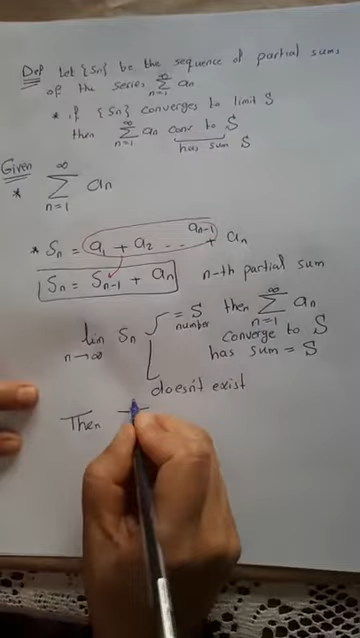 Def Let {Sn} be the sequence of partial sums
of the series ∞ Σ n=1 an
* if {Sn} converges to limit S
then ∞ Σ n=1 an conv to S
has sum S
Given
* ∞ Σ n=1 an
* Sn = a1 + a2 - .. an-1 + an
Sn = Sn-1 + an n-th partial sum
lim n→∞ Sn = S number then ∞ Σ n=1 an
converge to S
has sum = S
doesn't exist
Then